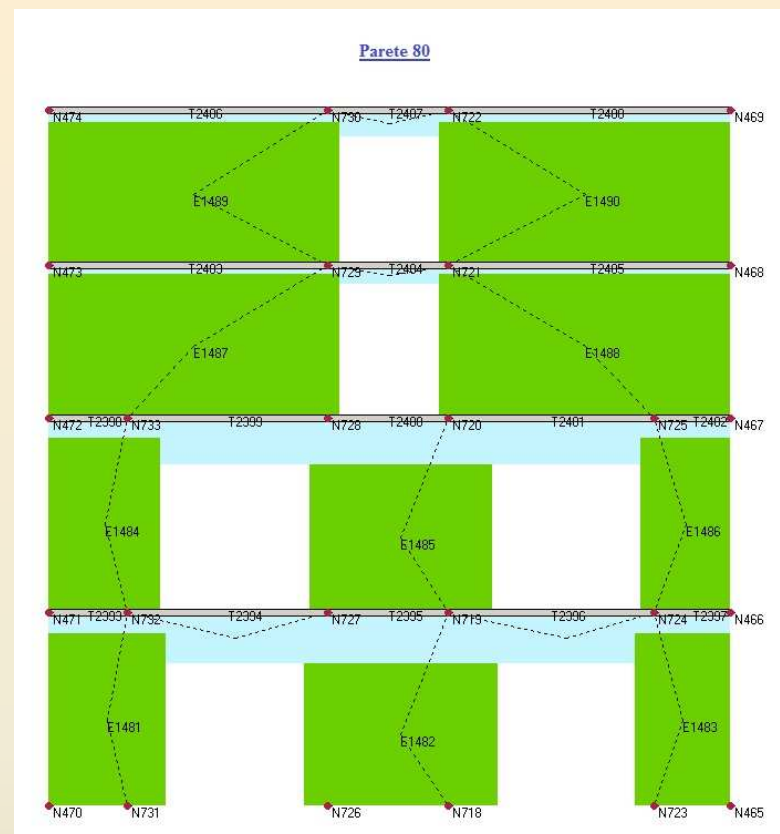 Parete 80
T2406 T2407 T2400
N474 N730 N722 N469
E1489 E1490
T2403 T2404 T2405
N473 N729 N721 N468
E1487 E1488
T2390 T2399 T2400 T2401 T2402
N472 N733 N728 N720 N725 N467
E1484 E1485 E1486
T2393 T2394 T2395 T2396 T2397
N471 N732 N727 N719 N724 N466
E1481 E1482 E1483
N470 N731 N726 N718 N723 N465